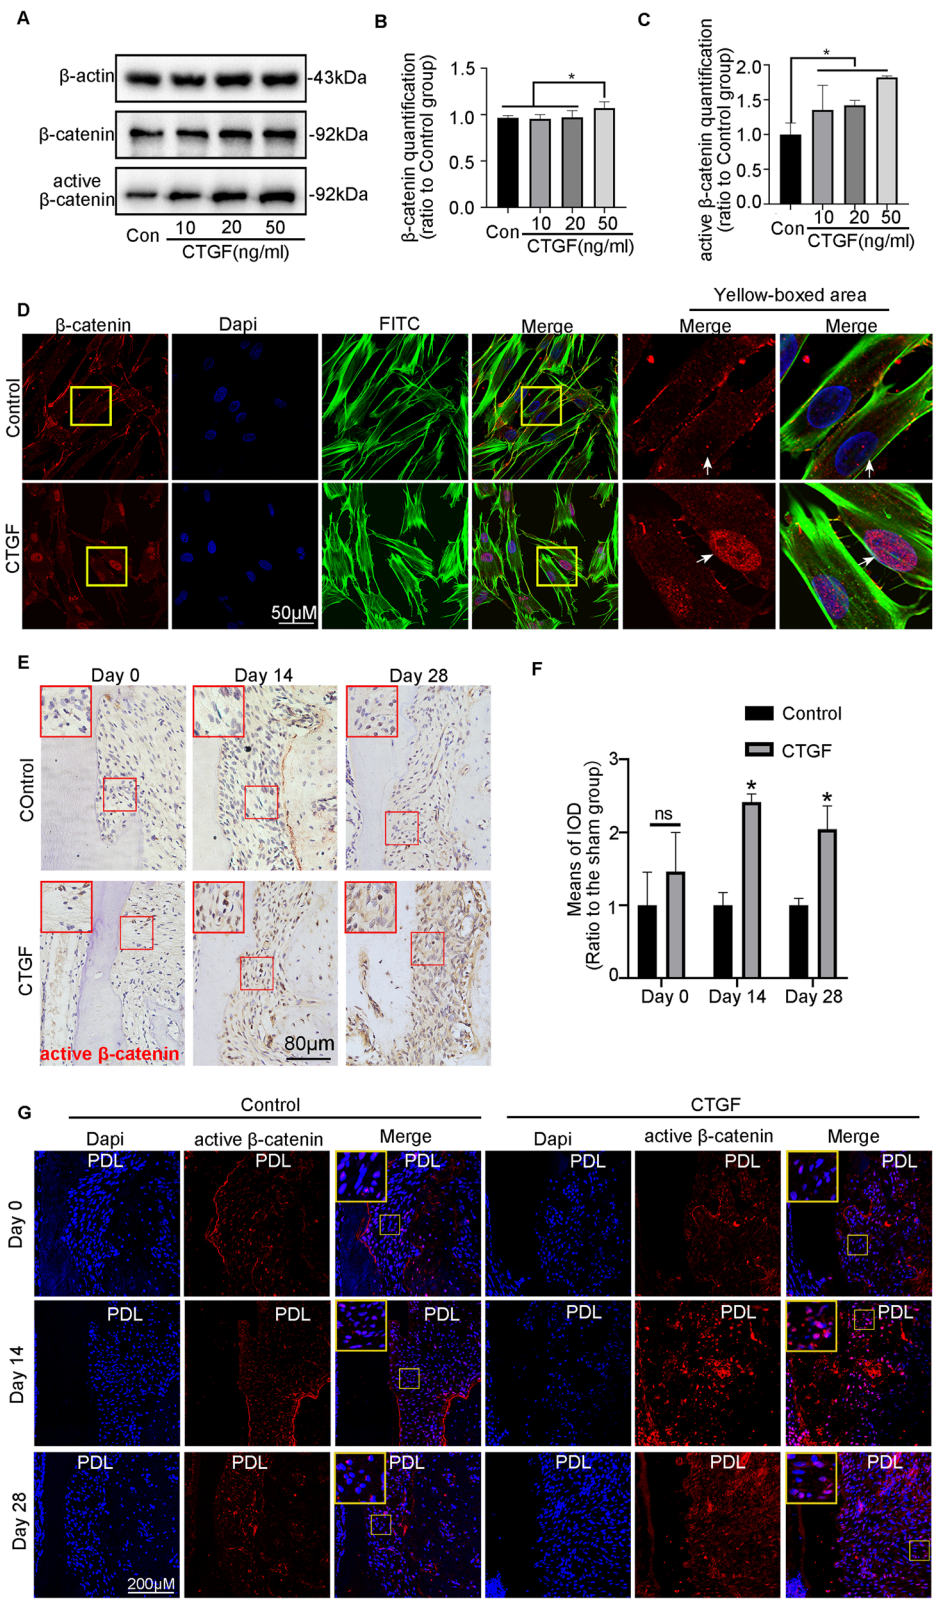 A
β-actin
-43kDa
β-catenin
-92kDa
active
β-catenin
-92kDa
Con
10 20 50
CTGF(ng/ml)
B
β-catenin quantification
(ratio to Control group)
1.5
1.0
0.5
0.0
*
Con
10 20 50
CTGF(ng/ml)
C
active β-catenin quantification
(ratio to Control group)
2.0
1.5
1.0
0.5
0.0
*
Con
10 20 50
CTGF(ng/ml)
D
Yellow-boxed area
β-catenin Dapi FITC Merge Merge Merge
Control
CTGF
50μM
E
Day 0 Day 14 Day 28
COntrol
CTGF
active β-catenin
80μm
F
Control
CTGF
Means of IOD
(Ratio to the sham group)
3
2
1
0
ns
*
*
Day 0 Day 14 Day 28
G
Control CTGF
Dapi active β-catenin Merge Dapi active β-catenin Merge
Day 0
PDL PDL PDL PDL PDL PDL
Day 14
PDL PDL PDL PDL PDL PDL
Day 28
PDL PDL PDL PDL PDL PDL
200μM